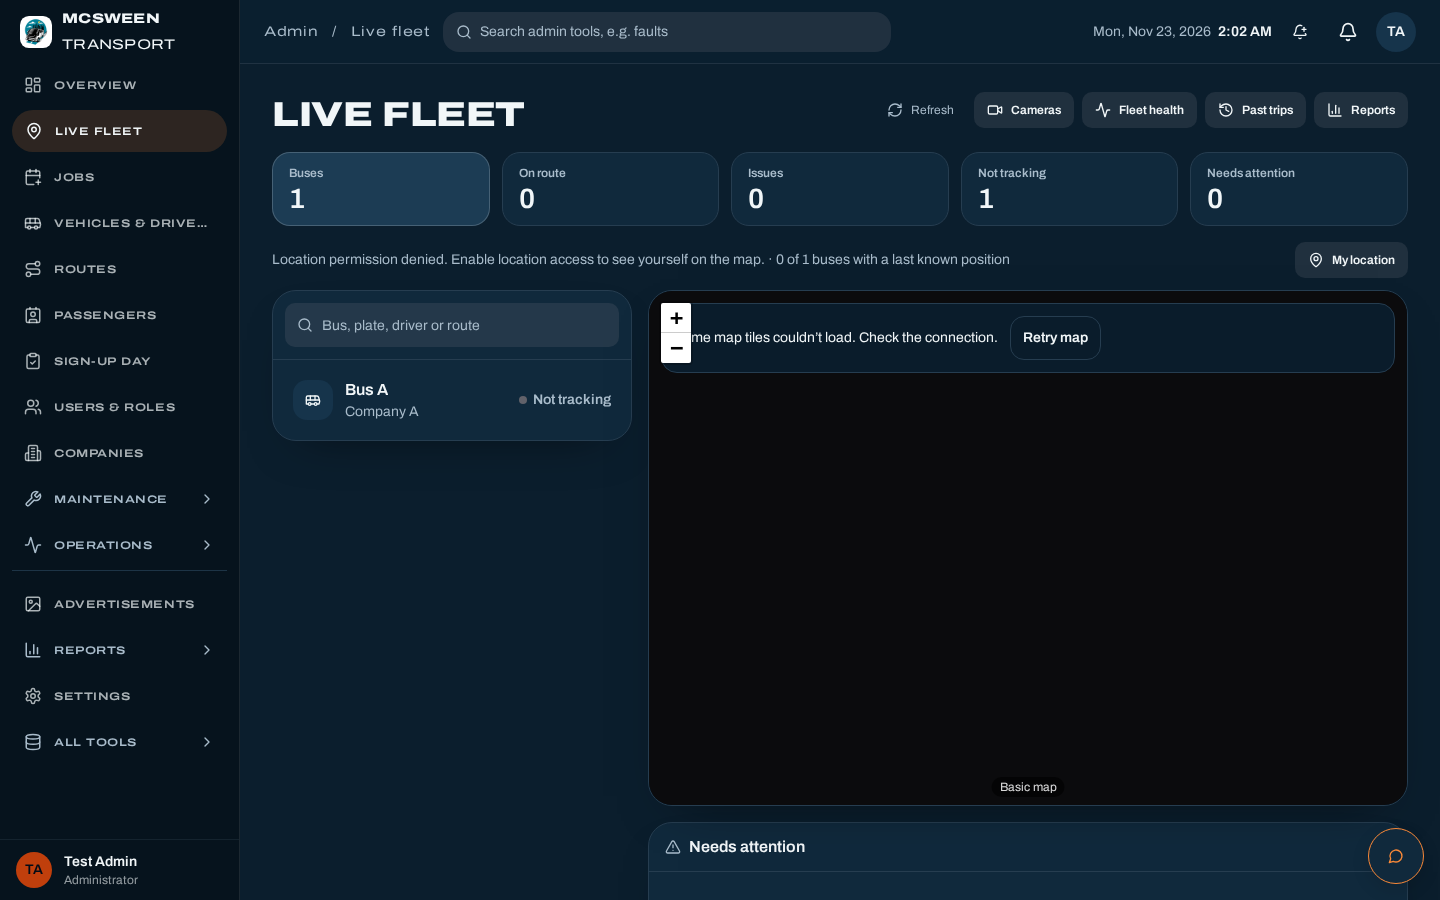 MCSWEEN
TRANSPORT
OVERVIEW
LIVE FLEET
JOBS
VEHICLES & DRIVE...
ROUTES
PASSENGERS
SIGN-UP DAY
USERS & ROLES
COMPANIES
MAINTENANCE
OPERATIONS
ADVERTISEMENTS
REPORTS
SETTINGS
ALL TOOLS
TA
Test Admin
Administrator
Admin / Live fleet
Search admin tools, e.g. faults
Mon, Nov 23, 2026 2:02 AM
TA
LIVE FLEET
Refresh
Cameras
Fleet health
Past trips
Reports
Buses
1
On route
0
Issues
0
Not tracking
1
Needs attention
0
Location permission denied. Enable location access to see yourself on the map. · 0 of 1 buses with a last known position
My location
Bus, plate, driver or route
Bus A
Company A
Not tracking
+
−
me map tiles couldn’t load. Check the connection.
Retry map
Basic map
Needs attention